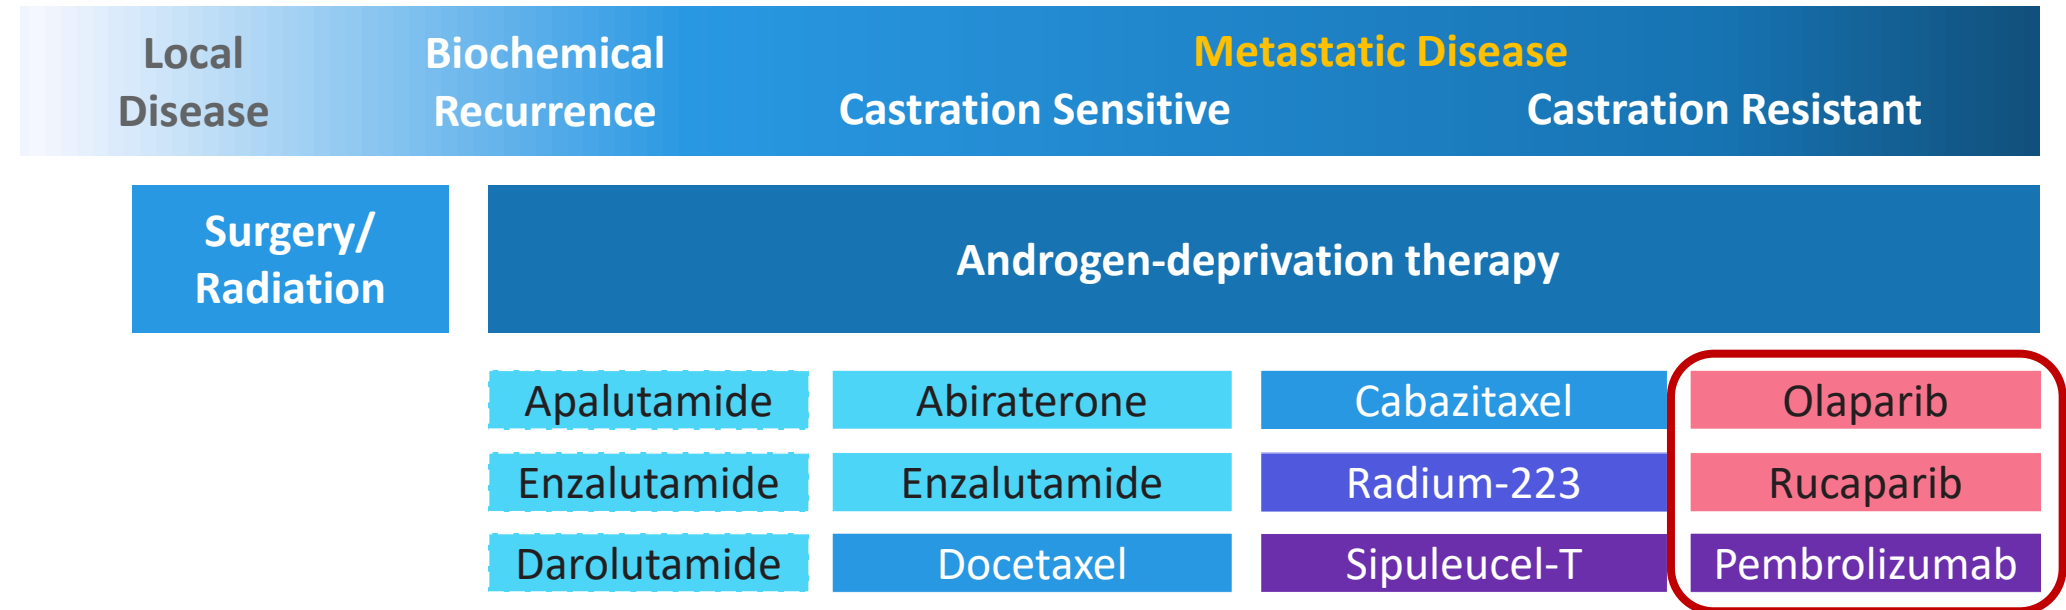 Local
Disease
Biochemical
Recurrence
Metastatic Disease
Castration Sensitive
Castration Resistant
Surgery/
Radiation
Androgen-deprivation therapy
Apalutamide
Abiraterone
Cabazitaxel
Olaparib
Enzalutamide
Enzalutamide
Radium-223
Rucaparib
Darolutamide
Docetaxel
Sipuleucel-T
Pembrolizumab